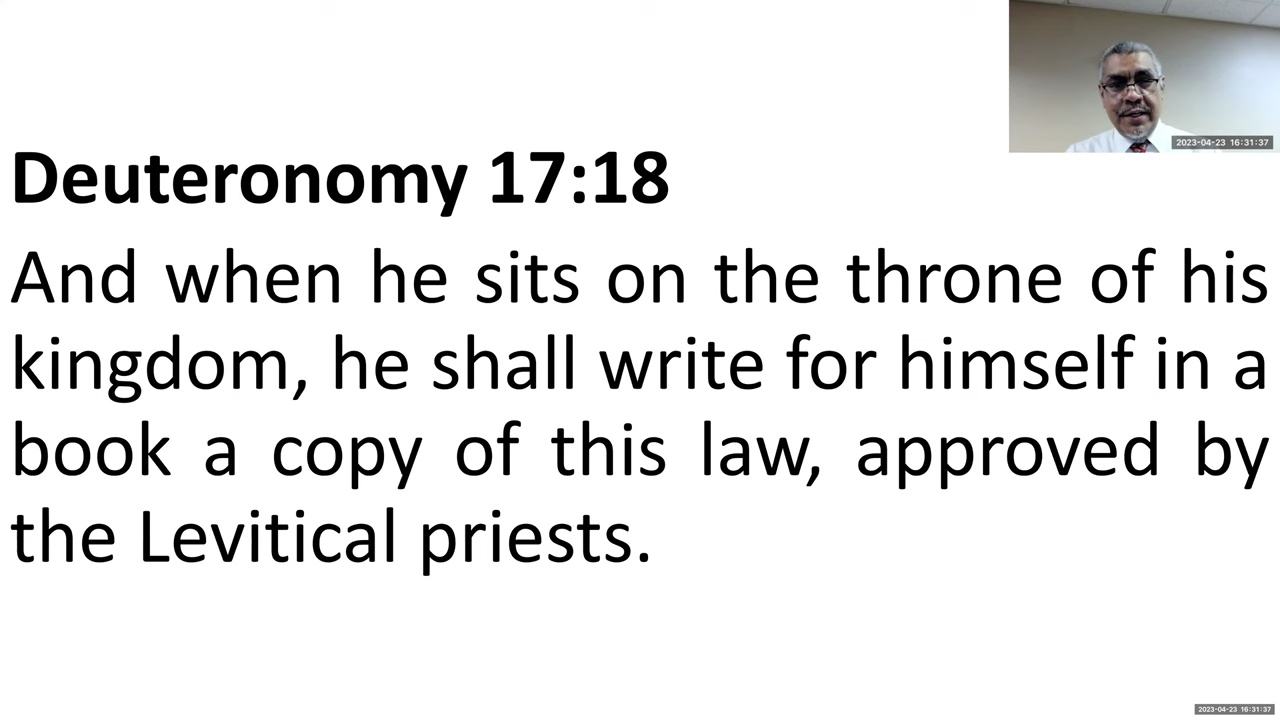 2023-04-23 16:31:37
Deuteronomy 17:18
And when he sits on the throne of his
kingdom, he shall write for himself in a
book a copy of this law, approved by
the Levitical priests.
2023-04-23 16:31:37